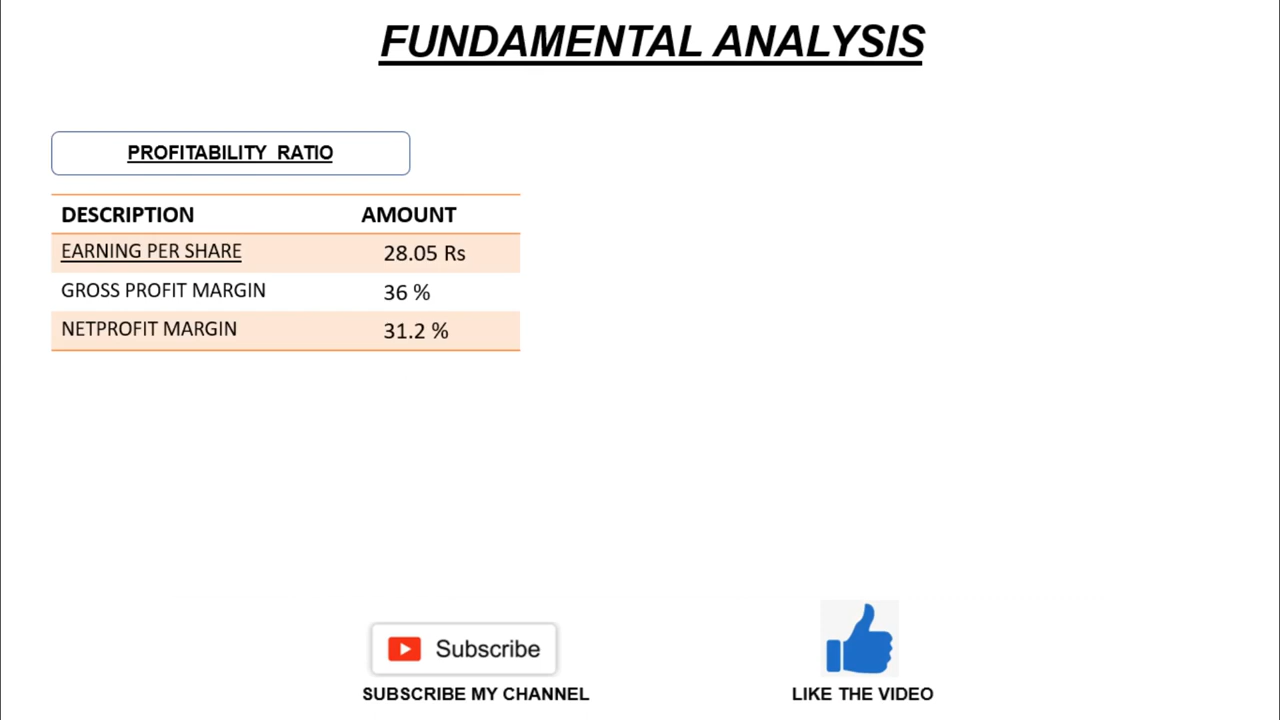 FUNDAMENTAL ANALYSIS
PROFITABILITY RATIO
DESCRIPTION AMOUNT
EARNING PER SHARE 28.05 Rs
GROSS PROFIT MARGIN 36 %
NETPROFIT MARGIN 31.2 %
Subscribe
SUBSCRIBE MY CHANNEL
LIKE THE VIDEO